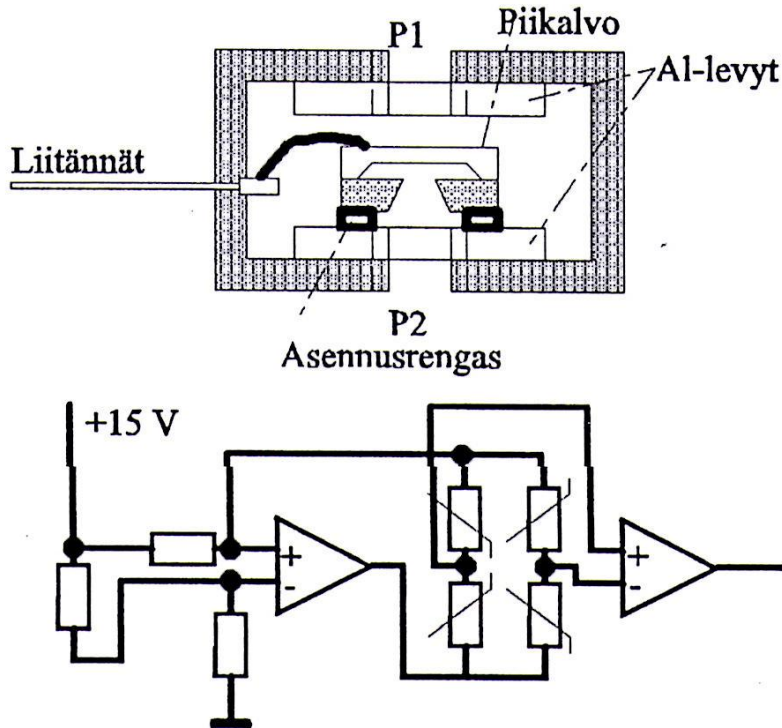 P1
Piikalvo
Al-levyt
Liitännät
P2
Asennusrengas
+15 V
+
-
+
-